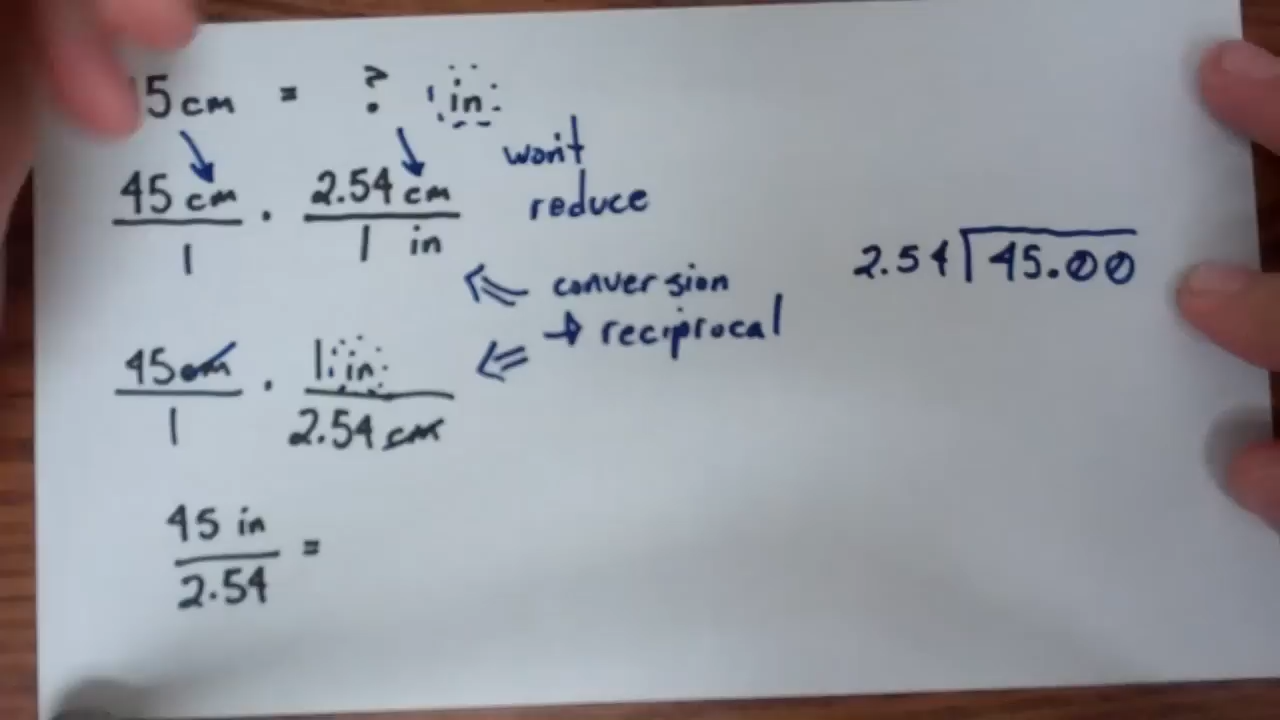 5cm = ? in
45 cm / 1 · 2.54 cm / 1 in
won't
reduce
conversion
→ reciprocal
45cm / 1 · 1 in / 2.54 cm
45 in / 2.54 =
2.54 45.00